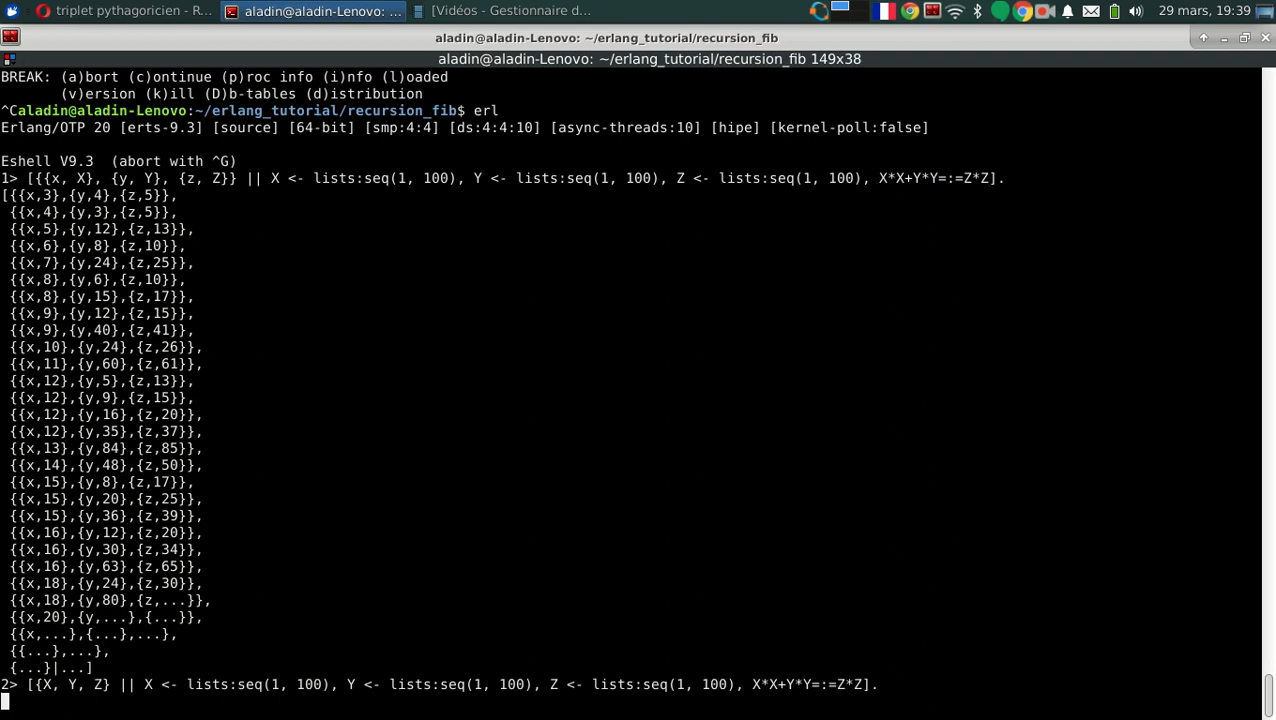 triplet pythagoricien - R...
aladin@aladin-Lenovo: ...
[Vidéos - Gestionnaire d...
29 mars, 19:39
aladin@aladin-Lenovo: ~/erlang_tutorial/recursion_fib
aladin@aladin-Lenovo: ~/erlang_tutorial/recursion_fib 149x38
BREAK: (a)bort (c)ontinue (p)roc info (i)nfo (l)oaded
(v)ersion (k)ill (D)b-tables (d)istribution
^Caladin@aladin-Lenovo:~/erlang_tutorial/recursion_fib$ erl
Erlang/OTP 20 [erts-9.3] [source] [64-bit] [smp:4:4] [ds:4:4:10] [async-threads:10] [hipe] [kernel-poll:false]
Eshell V9.3  (abort with ^G)
1> [{{x, X}, {y, Y}, {z, Z}} || X <- lists:seq(1, 100), Y <- lists:seq(1, 100), Z <- lists:seq(1, 100), X*X+Y*Y=:=Z*Z].
[{{x,3},{y,4},{z,5}},
{{x,4},{y,3},{z,5}},
{{x,5},{y,12},{z,13}},
{{x,6},{y,8},{z,10}},
{{x,7},{y,24},{z,25}},
{{x,8},{y,6},{z,10}},
{{x,8},{y,15},{z,17}},
{{x,9},{y,12},{z,15}},
{{x,9},{y,40},{z,41}},
{{x,10},{y,24},{z,26}},
{{x,11},{y,60},{z,61}},
{{x,12},{y,5},{z,13}},
{{x,12},{y,9},{z,15}},
{{x,12},{y,16},{z,20}},
{{x,12},{y,35},{z,37}},
{{x,13},{y,84},{z,85}},
{{x,14},{y,48},{z,50}},
{{x,15},{y,8},{z,17}},
{{x,15},{y,20},{z,25}},
{{x,15},{y,36},{z,39}},
{{x,16},{y,12},{z,20}},
{{x,16},{y,30},{z,34}},
{{x,16},{y,63},{z,65}},
{{x,18},{y,24},{z,30}},
{{x,18},{y,80},{z,...}},
{{x,20},{y,...},{...}},
{{x,...},{...},...},
{{...},...},
{...}|...]
2> [{X, Y, Z} || X <- lists:seq(1, 100), Y <- lists:seq(1, 100), Z <- lists:seq(1, 100), X*X+Y*Y=:=Z*Z].